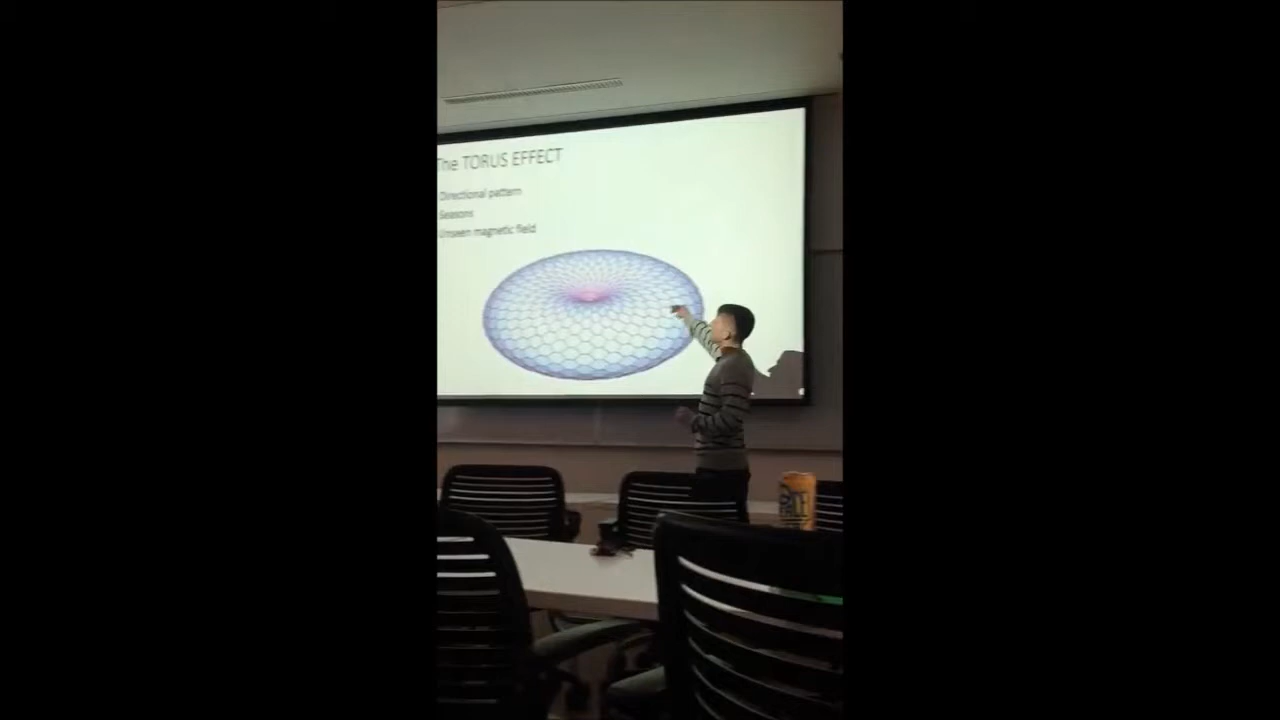 The TORUS EFFECT
Directional pattern
Seasons
Unseen magnetic field